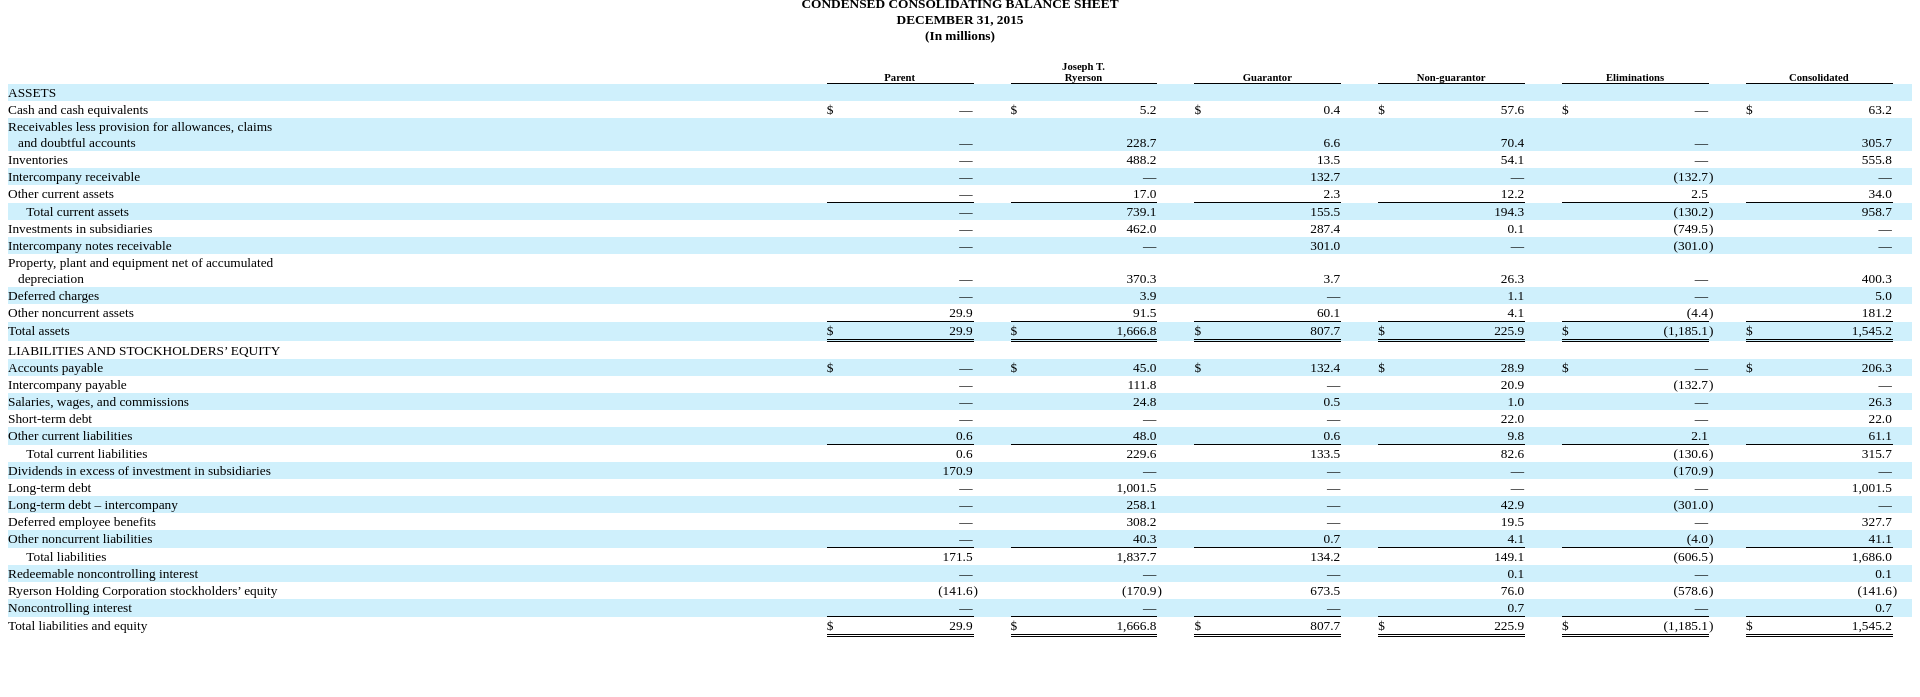 CONDENSED CONSOLIDATING BALANCE SHEET
DECEMBER 31, 2015
(In millions)
Joseph T.
Parent Ryerson Guarantor Non-guarantor Eliminations Consolidated
ASSETS
Cash and cash equivalents $ — $ 5.2 $ 0.4 $ 57.6 $ — $ 63.2
Receivables less provision for allowances, claims
and doubtful accounts — 228.7 6.6 70.4 — 305.7
Inventories — 488.2 13.5 54.1 — 555.8
Intercompany receivable — — 132.7 — (132.7) —
Other current assets — 17.0 2.3 12.2 2.5 34.0
Total current assets — 739.1 155.5 194.3 (130.2) 958.7
Investments in subsidiaries — 462.0 287.4 0.1 (749.5) —
Intercompany notes receivable — — 301.0 — (301.0) —
Property, plant and equipment net of accumulated
depreciation — 370.3 3.7 26.3 — 400.3
Deferred charges — 3.9 — 1.1 — 5.0
Other noncurrent assets 29.9 91.5 60.1 4.1 (4.4) 181.2
Total assets $ 29.9 $ 1,666.8 $ 807.7 $ 225.9 $ (1,185.1) $ 1,545.2
LIABILITIES AND STOCKHOLDERS’ EQUITY
Accounts payable $ — $ 45.0 $ 132.4 $ 28.9 $ — $ 206.3
Intercompany payable — 111.8 — 20.9 (132.7) —
Salaries, wages, and commissions — 24.8 0.5 1.0 — 26.3
Short-term debt — — — 22.0 — 22.0
Other current liabilities 0.6 48.0 0.6 9.8 2.1 61.1
Total current liabilities 0.6 229.6 133.5 82.6 (130.6) 315.7
Dividends in excess of investment in subsidiaries 170.9 — — — (170.9) —
Long-term debt — 1,001.5 — — — 1,001.5
Long-term debt – intercompany — 258.1 — 42.9 (301.0) —
Deferred employee benefits — 308.2 — 19.5 — 327.7
Other noncurrent liabilities — 40.3 0.7 4.1 (4.0) 41.1
Total liabilities 171.5 1,837.7 134.2 149.1 (606.5) 1,686.0
Redeemable noncontrolling interest — — — 0.1 — 0.1
Ryerson Holding Corporation stockholders’ equity (141.6) (170.9) 673.5 76.0 (578.6) (141.6)
Noncontrolling interest — — — 0.7 — 0.7
Total liabilities and equity $ 29.9 $ 1,666.8 $ 807.7 $ 225.9 $ (1,185.1) $ 1,545.2